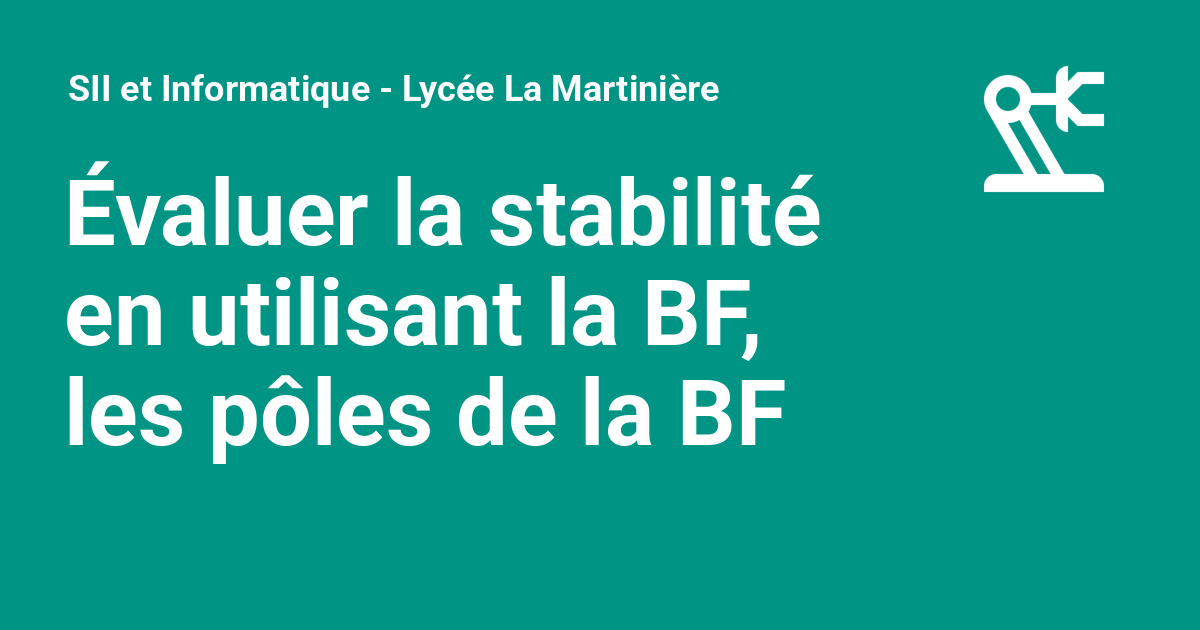 SII et Informatique - Lycée La Martinière
Évaluer la stabilité
en utilisant la BF,
les pôles de la BF